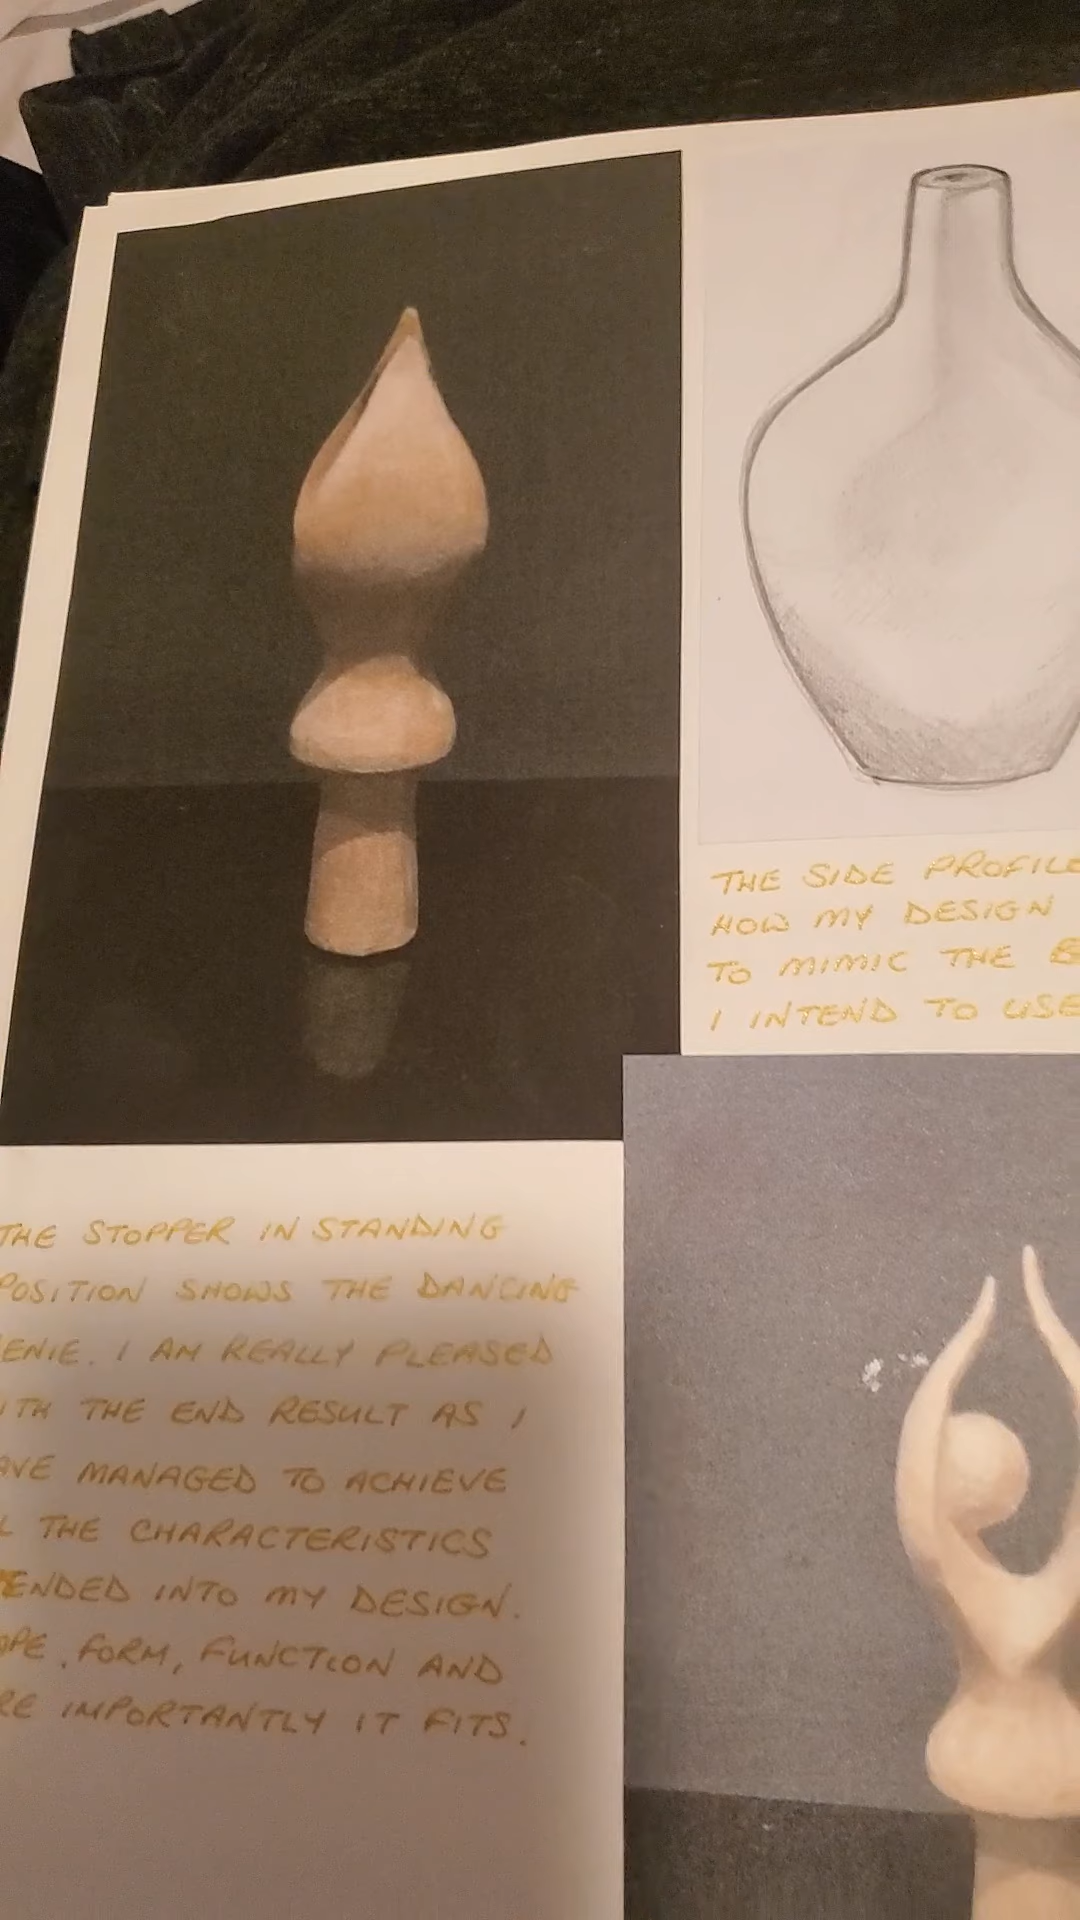 THE SIDE PROFILE
HOW MY DESIGN
TO MIMIC THE
I INTEND TO USE
THE STOPPER IN STANDING
POSITION SHOWS THE DANCING
ENIE. I AM REALLY PLEASED
ITH THE END RESULT AS I
AVE MANAGED TO ACHIEVE
L THE CHARACTERISTICS
TENDED INTO MY DESIGN.
APE, FORM, FUNCTION AND
RE IMPORTANTLY IT FITS.